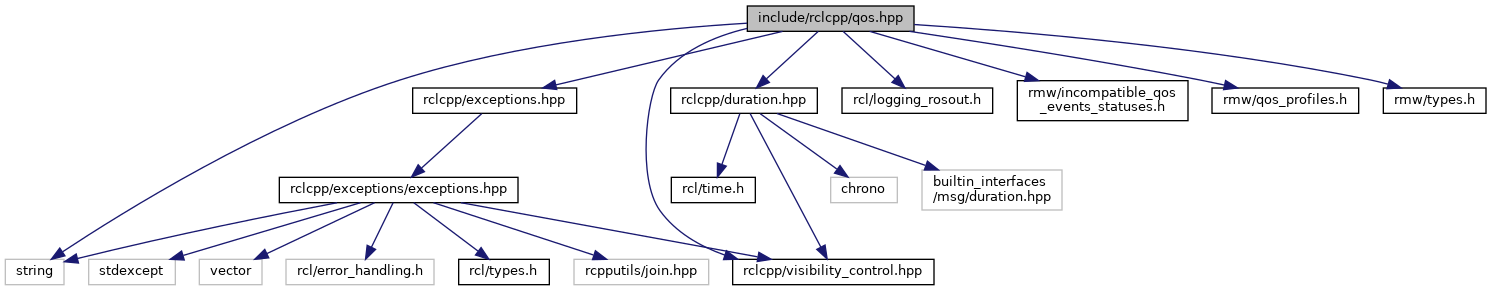 include/rclcpp/qos.hpp
rclcpp/exceptions.hpp
rclcpp/duration.hpp
rcl/logging_rosout.h
rmw/incompatible_qos
_events_statuses.h
rmw/qos_profiles.h
rmw/types.h
rclcpp/exceptions/exceptions.hpp
rcl/time.h
chrono
builtin_interfaces
/msg/duration.hpp
string
stdexcept
vector
rcl/error_handling.h
rcl/types.h
rcpputils/join.hpp
rclcpp/visibility_control.hpp